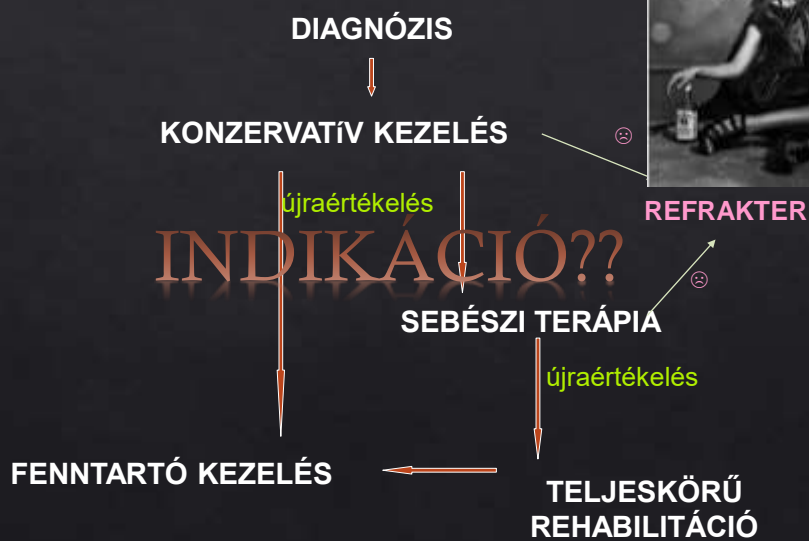 DIAGNÓZIS
KONZERVATíV KEZELÉS
☹
újraértékelés
REFRAKTER
INDIKÁCIÓ??
☹
SEBÉSZI TERÁPIA
újraértékelés
FENNTARTÓ KEZELÉS
TELJESKÖRŰ
REHABILITÁCIÓ